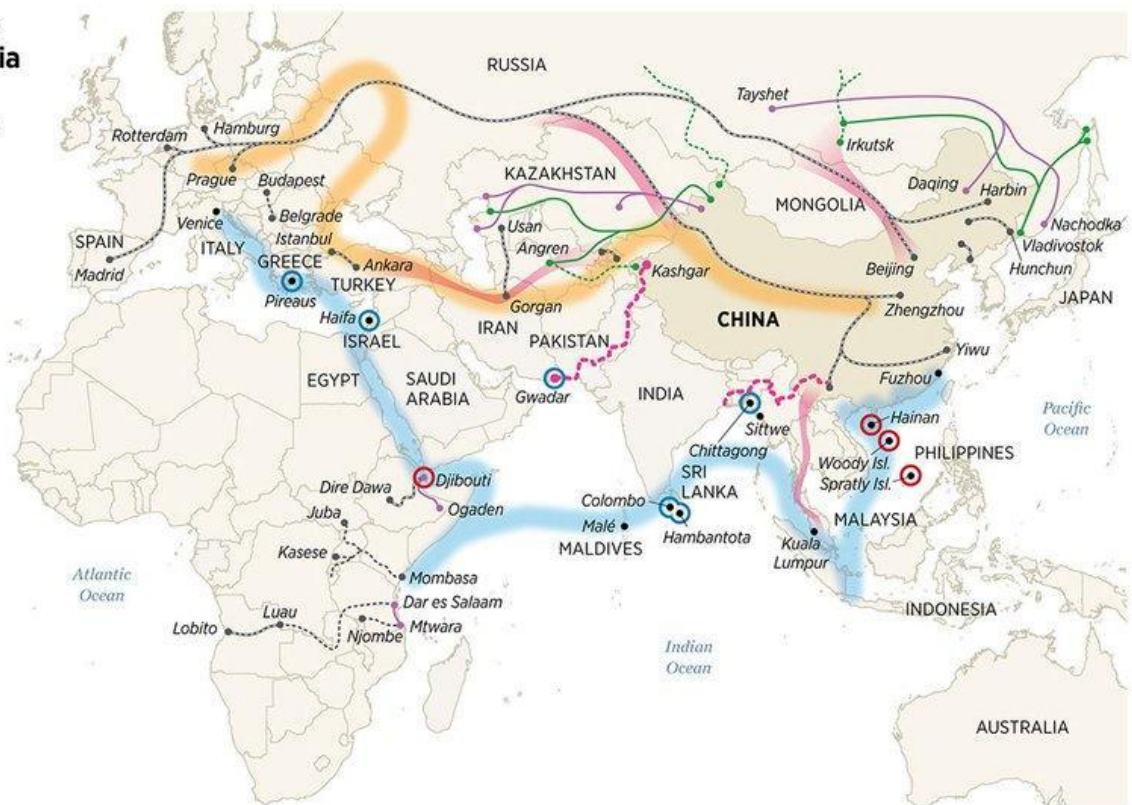 ia
RUSSIA
Tayshet
Rotterdam
Hamburg
Irkutsk
KAZAKHSTAN
Prague
Budapest
Daqing
Harbin
MONGOLIA
Venice
Belgrade
Usan
Nachodka
SPAIN
ITALY
Istanbul
Angren
Vladivostok
GREECE
Ankara
Kashgar
Beijing
Hunchun
Madrid
TURKEY
Pireaus
Gorgan
Zhengzhou
JAPAN
Haifa
IRAN
CHINA
ISRAEL
PAKISTAN
Yiwu
EGYPT
SAUDI
ARABIA
Gwadar
INDIA
Fuzhou
Pacific
Ocean
Sittwe
Hainan
Chittagong
PHILIPPINES
Woody Isl.
Spratly Isl.
SRI
LANKA
Djibouti
Dire Dawa
Colombo
Ogaden
Juba
Malé
MALDIVES
Hambantota
MALAYSIA
Kuala
Lumpur
Kasese
Atlantic
Ocean
Mombasa
Dar es Salaam
INDONESIA
Luau
Lobito
Njombe
Mtwara
Indian
Ocean
AUSTRALIA